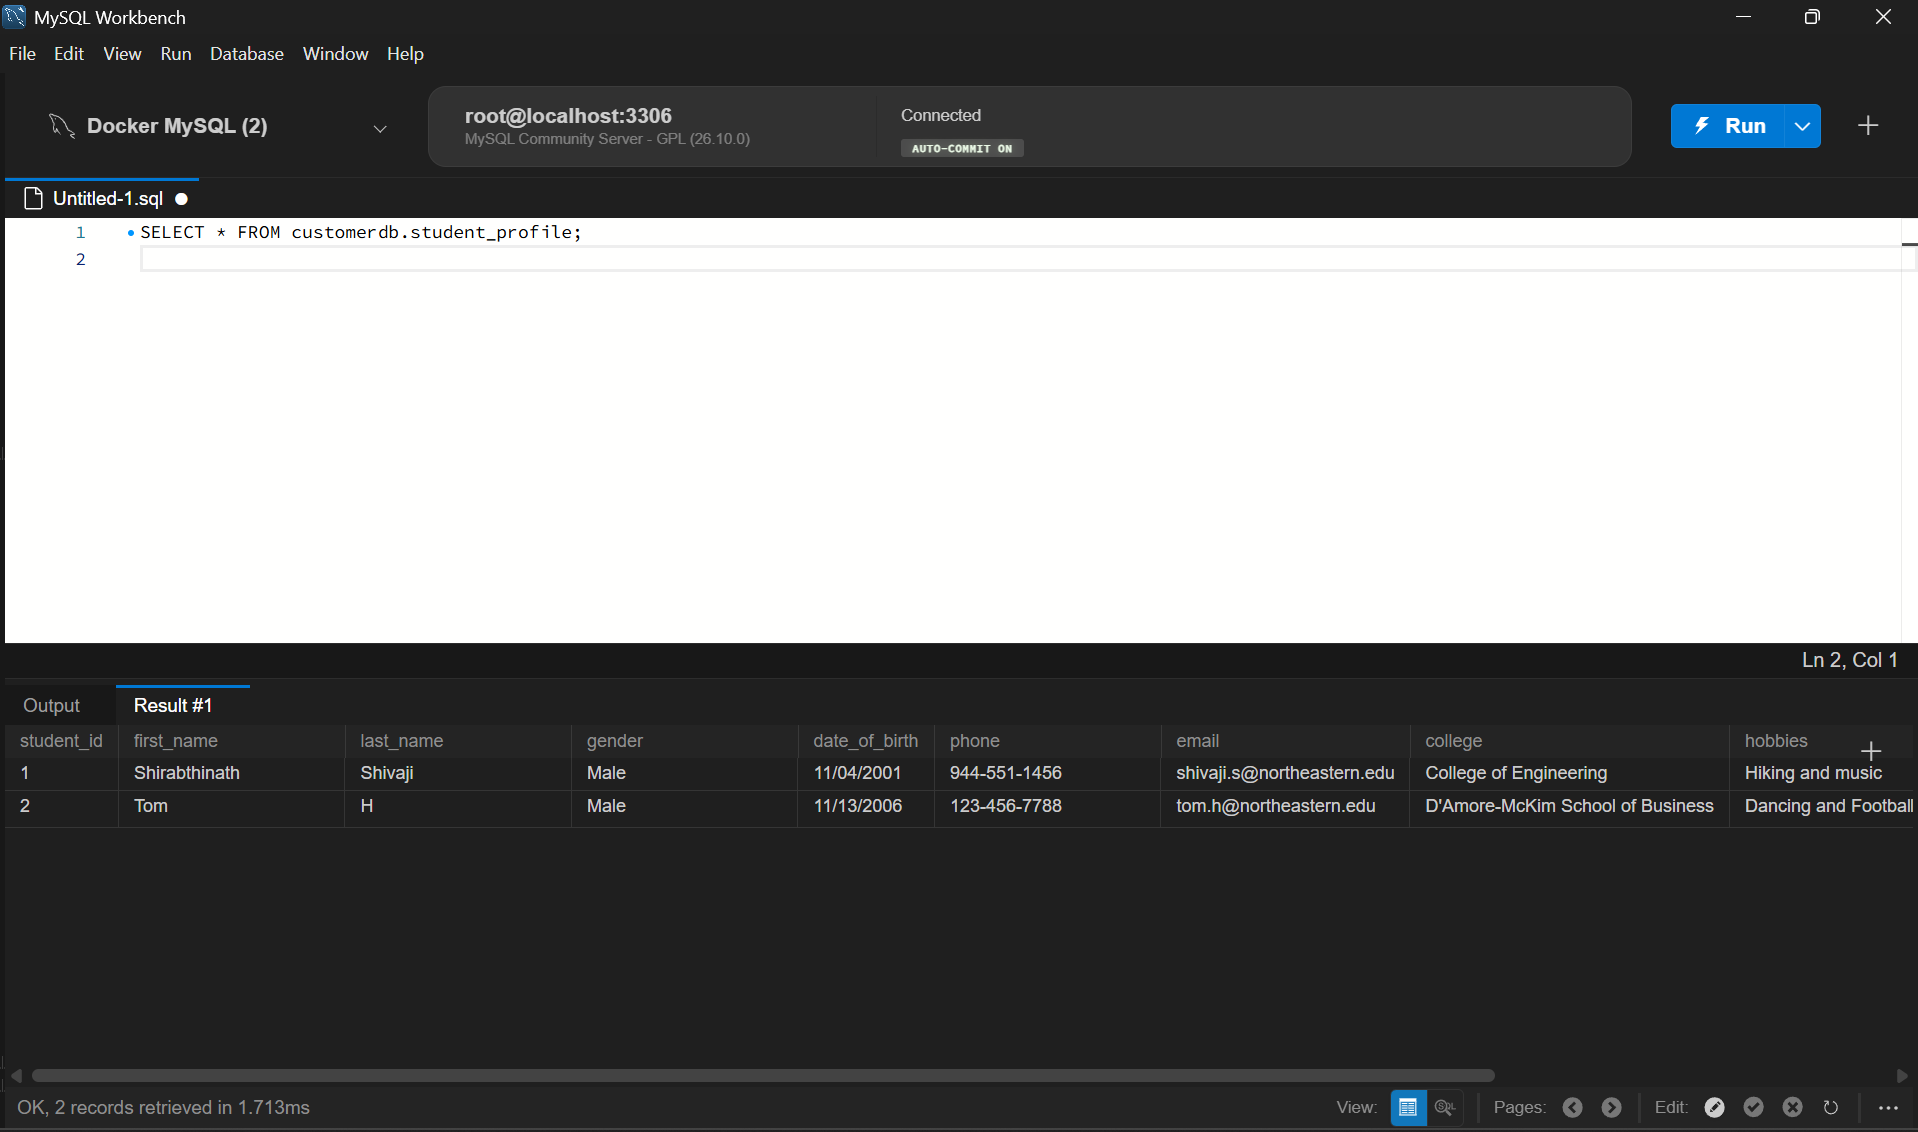 MySQL Workbench
File Edit View Run Database Window Help
Docker MySQL (2)
root@localhost:3306
MySQL Community Server - GPL (26.10.0)
Connected
AUTO-COMMIT ON
Run
Untitled-1.sql
1 SELECT * FROM customerdb.student_profile;
2
Ln 2, Col 1
Output Result #1
student_id first_name last_name gender date_of_birth phone email college hobbies
1 Shirabthinath Shivaji Male 11/04/2001 944-551-1456 shivaji.s@northeastern.edu College of Engineering Hiking and music
2 Tom H Male 11/13/2006 123-456-7788 tom.h@northeastern.edu D'Amore-McKim School of Business Dancing and Football
OK, 2 records retrieved in 1.713ms View: SQL Pages: Edit: